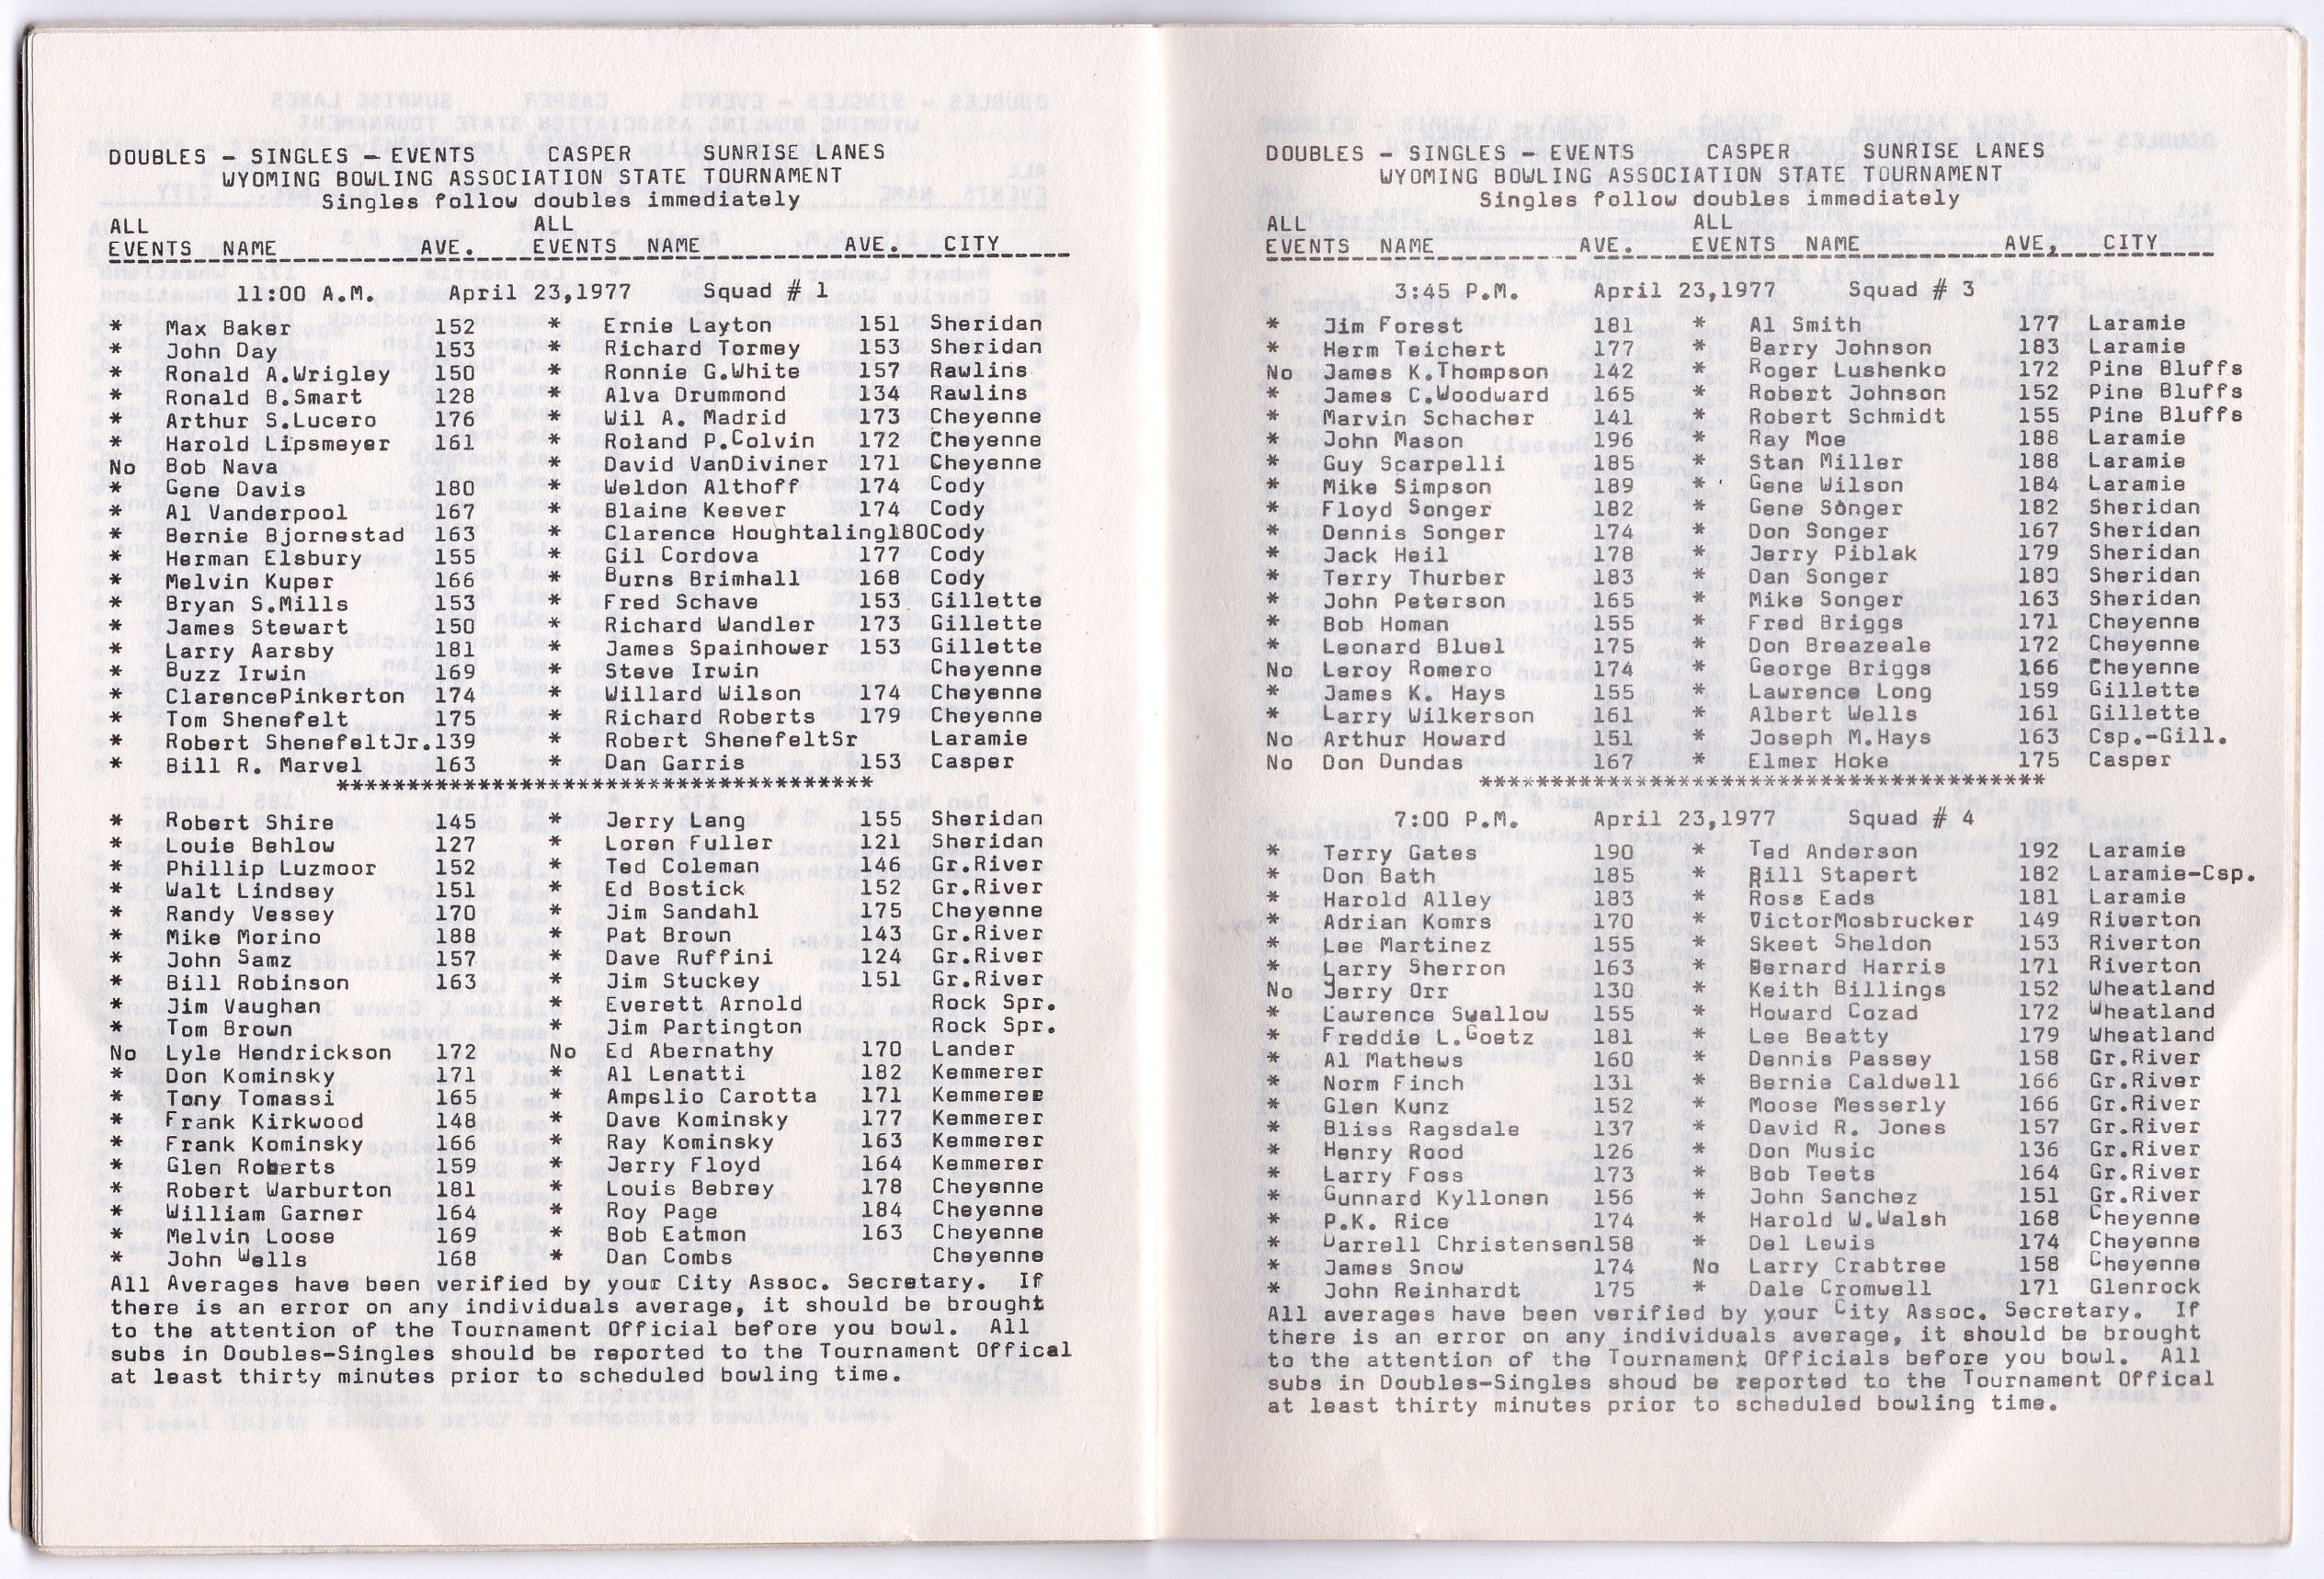 DOUBLES - SINGLES - EVENTS CASPER SUNRISE LANES
WYOMING BOWLING ASSOCIATION STATE TOURNAMENT
Singles follow doubles immediately
ALL ALL
EVENTS NAME AVE. EVENTS NAME AVE. CITY
11:00 A.M. April 23,1977 Squad # 1
* Max Baker 152 * Ernie Layton 151 Sheridan
* John Day 153 * Richard Tormey 153 Sheridan
* Ronald A.Wrigley 150 * Ronnie G.White 157 Rawlins
* Ronald B.Smart 128 * Alva Drummond 134 Rawlins
* Arthur S.Lucero 176 * Wil A. Madrid 173 Cheyenne
* Harold Lipsmeyer 161 * Roland P.Colvin 172 Cheyenne
No Bob Nava * David VanDiviner 171 Cheyenne
* Gene Davis 180 * Weldon Althoff 174 Cody
* Al Vanderpool 167 * Blaine Keever 174 Cody
* Bernie Bjornestad 163 * Clarence Houghtaling180Cody
* Herman Elsbury 155 * Gil Cordova 177 Cody
* Melvin Kuper 166 * Burns Brimhall 168 Cody
* Bryan S.Mills 153 * Fred Schave 153 Gillette
* James Stewart 150 * Richard Wandler 173 Gillette
* Larry Aarsby 181 * James Spainhower 153 Gillette
* Buzz Irwin 169 * Steve Irwin Cheyenne
* ClarencePinkerton 174 * Willard Wilson 174 Cheyenne
* Tom Shenefelt 175 * Richard Roberts 179 Cheyenne
* Robert ShenefeltJr.139 * Robert ShenefeltSr Laramie
* Bill R. Marvel 163 * Dan Garris 153 Casper
**************************************
* Robert Shire 145 * Jerry Lang 155 Sheridan
* Louie Behlow 127 * Loren Fuller 121 Sheridan
* Phillip Luzmoor 152 * Ted Coleman 146 Gr.River
* Walt Lindsey 151 * Ed Bostick 152 Gr.River
* Randy Vessey 170 * Jim Sandahl 175 Cheyenne
* Mike Morino 188 * Pat Brown 143 Gr.River
* John Samz 157 * Dave Ruffini 124 Gr.River
* Bill Robinson 163 * Jim Stuckey 151 Gr.River
* Jim Vaughan * Everett Arnold Rock Spr.
* Tom Brown * Jim Partington Rock Spr.
No Lyle Hendrickson 172 No Ed Abernathy 170 Lander
* Don Kominsky 171 * Al Lenatti 182 Kemmerer
* Tony Tomassi 165 * Ampslio Carotta 171 Kemmerer
* Frank Kirkwood 148 * Dave Kominsky 177 Kemmerer
* Frank Kominsky 166 * Ray Kominsky 163 Kemmerer
* Glen Roberts 159 * Jerry Floyd 164 Kemmerer
* Robert Warburton 181 * Louis Bebrey 178 Cheyenne
* William Garner 164 * Roy Page 184 Cheyenne
* Melvin Loose 169 * Bob Eatmon 163 Cheyenne
* John Wells 168 * Dan Combs Cheyenne
All Averages have been verified by your City Assoc. Secretary. If
there is an error on any individuals average, it should be brought
to the attention of the Tournament Official before you bowl. All
subs in Doubles-Singles should be reported to the Tournament Offical
at least thirty minutes prior to scheduled bowling time.
DOUBLES - SINGLES - EVENTS CASPER SUNRISE LANES
WYOMING BOWLING ASSOCIATION STATE TOURNAMENT
Singles follow doubles immediately
ALL ALL
EVENTS NAME AVE. EVENTS NAME AVE, CITY
3:45 P.M. April 23,1977 Squad # 3
* Jim Forest 181 * Al Smith 177 Laramie
* Herm Teichert 177 * Barry Johnson 183 Laramie
No James K.Thompson 142 * Roger Lushenko 172 Pine Bluffs
* James C.Woodward 165 * Robert Johnson 152 Pine Bluffs
* Marvin Schacher 141 * Robert Schmidt 155 Pine Bluffs
* John Mason 196 * Ray Moe 188 Laramie
* Guy Scarpelli 185 * Stan Miller 188 Laramie
* Mike Simpson 189 * Gene Wilson 184 Laramie
* Floyd Songer 182 * Gene Songer 182 Sheridan
* Dennis Songer 174 * Don Songer 167 Sheridan
* Jack Heil 178 * Jerry Piblak 179 Sheridan
* Terry Thurber 183 * Dan Songer 180 Sheridan
* John Peterson 165 * Mike Songer 163 Sheridan
* Bob Homan 155 * Fred Briggs 171 Cheyenne
* Leonard Bluel 175 * Don Breazeale 172 Cheyenne
No Leroy Romero 174 * George Briggs 166 Cheyenne
* James K. Hays 155 * Lawrence Long 159 Gillette
* Larry Wilkerson 161 * Albert Wells 161 Gillette
No Arthur Howard 151 * Joseph M.Hays 163 Csp.-Gill.
No Don Dundas 167 * Elmer Hoke 175 Casper
****************************************
7:00 P.M. April 23,1977 Squad # 4
* Terry Gates 190 * Ted Anderson 192 Laramie
* Don Bath 185 * Bill Stapert 182 Laramie-Csp.
* Harold Alley 183 * Ross Eads 181 Laramie
* Adrian Komrs 170 * VictorMosbrucker 149 Riverton
* Lee Martinez 155 * Skeet Sheldon 153 Riverton
* Larry Sherron 163 * Bernard Harris 171 Riverton
No Jerry Orr 130 * Keith Billings 152 Wheatland
* Lawrence Swallow 155 * Howard Cozad 172 Wheatland
* Freddie L.Goetz 181 * Lee Beatty 179 Wheatland
* Al Mathews 160 * Dennis Passey 158 Gr.River
* Norm Finch 131 * Bernie Caldwell 166 Gr.River
* Glen Kunz 152 * Moose Messerly 166 Gr.River
* Bliss Ragsdale 137 * David R. Jones 157 Gr.River
* Henry Rood 126 * Don Music 136 Gr.River
* Larry Foss 173 * Bob Teets 164 Gr.River
* Gunnard Kyllonen 156 * John Sanchez 151 Gr.River
* P.K. Rice 174 * Harold W.Walsh 168 Cheyenne
* Darrell Christensen158 * Del Lewis 174 Cheyenne
* James Snow 174 No Larry Crabtree 158 Cheyenne
* John Reinhardt 175 * Dale Cromwell 171 Glenrock
All averages have been verified by your City Assoc. Secretary. If
there is an error on any individuals average, it should be brought
to the attention of the Tournament Officials before you bowl. All
subs in Doubles-Singles shoud be reported to the Tournament Offical
at least thirty minutes prior to scheduled bowling time.